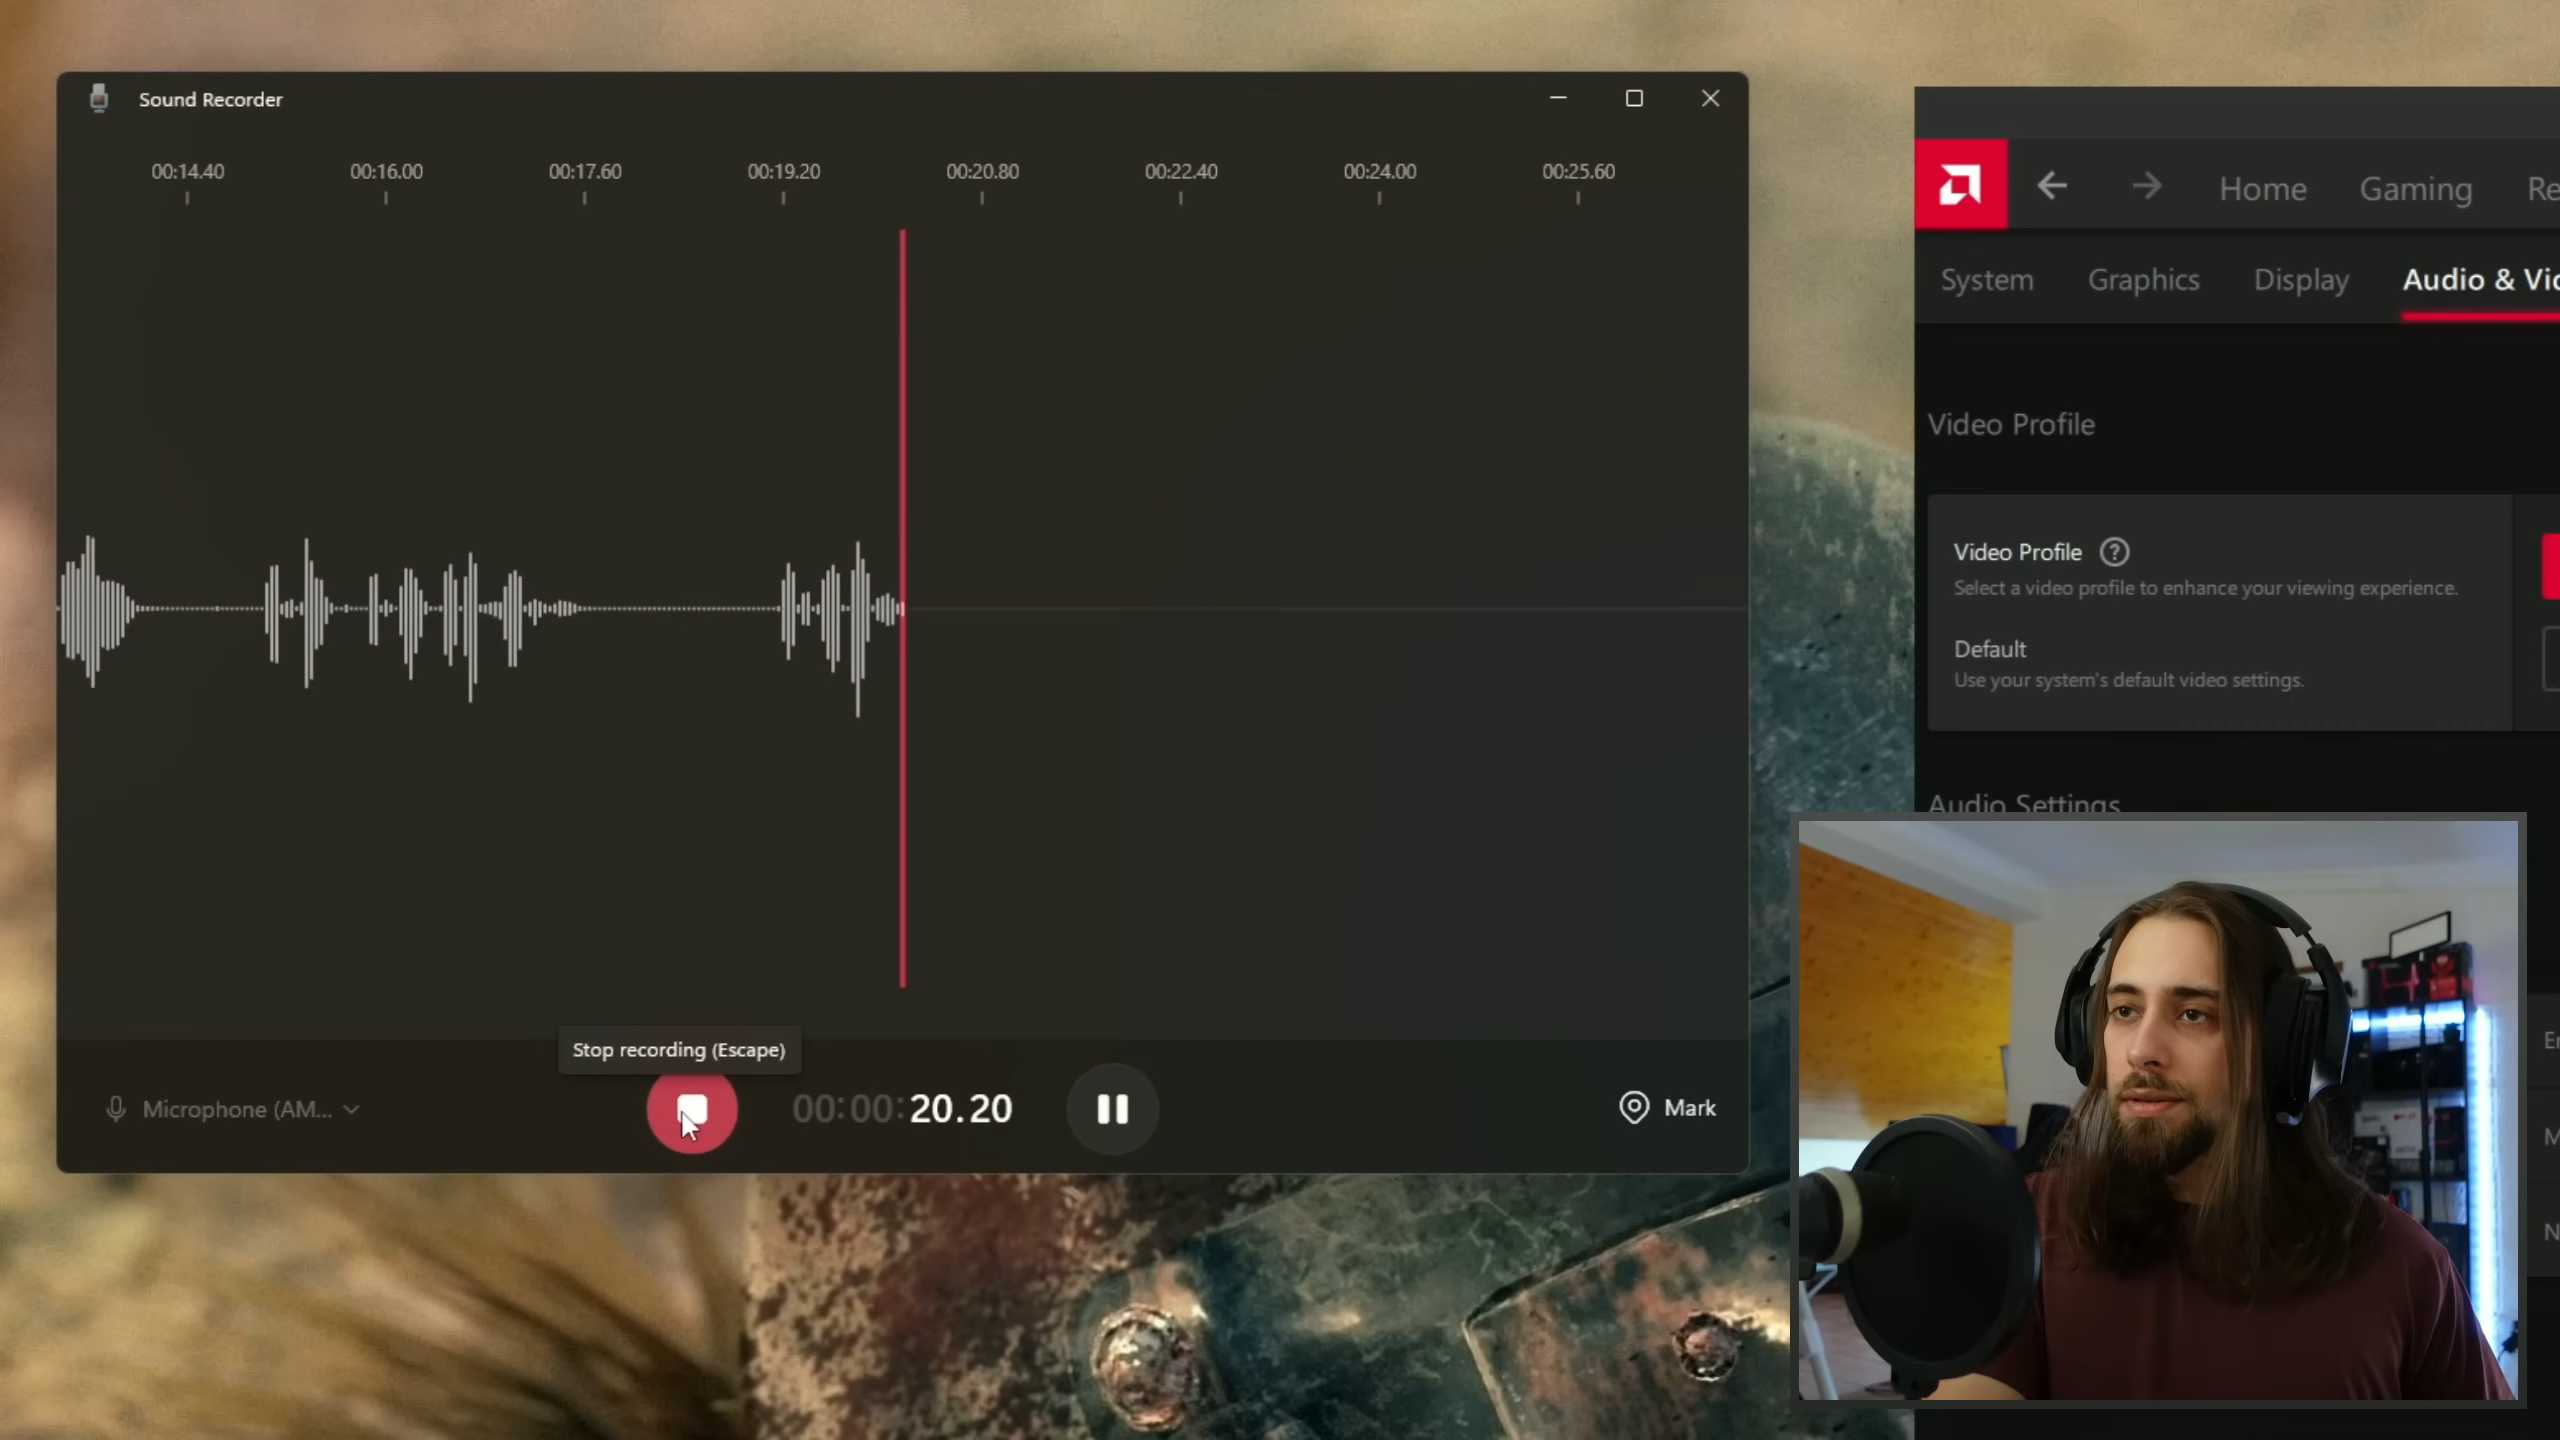 Sound Recorder
00:14.40 00:16.00 00:17.60 00:19.20 00:20.80 00:22.40 00:24.00 00:25.60
Stop recording (Escape)
Microphone (AM...
00:00:20.20
Mark
Home Gaming Re
System Graphics Display Audio & Vid
Video Profile
Video Profile
Select a video profile to enhance your viewing experience.
Default
Use your system's default video settings.
Audio Settings